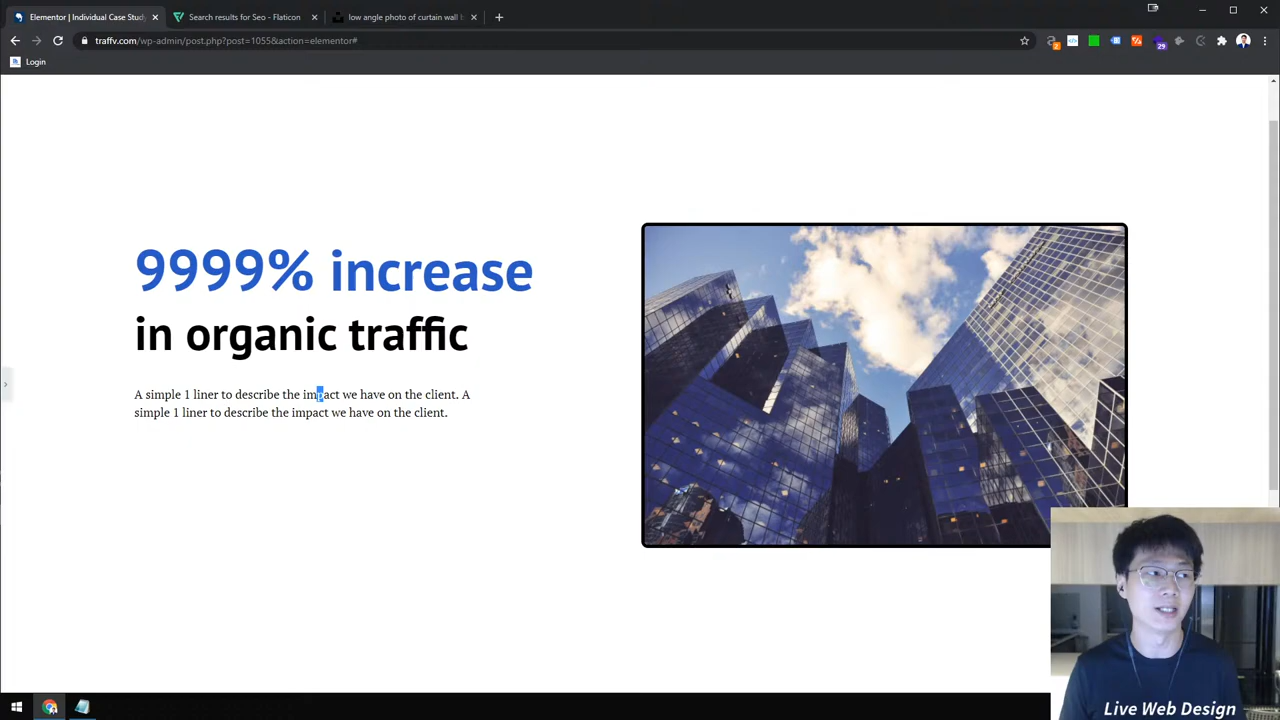 Elementor | Individual Case Study
Search results for Seo - Flaticon
low angle photo of curtain wall b
traffv.com/wp-admin/post.php?post=1055&action=elementor#
2
29
Login
9999% increase
in organic traffic
A simple 1 liner to describe the impact we have on the client. A
simple 1 liner to describe the impact we have on the client.
Live Web Design